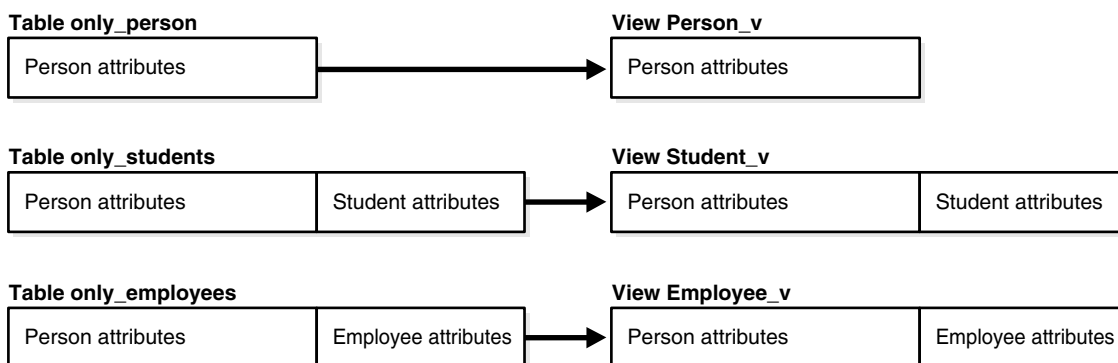 Table only_person View Person_v
Person attributes Person attributes
Table only_students View Student_v
Person attributes Student attributes Person attributes Student attributes
Table only_employees View Employee_v
Person attributes Employee attributes Person attributes Employee attributes